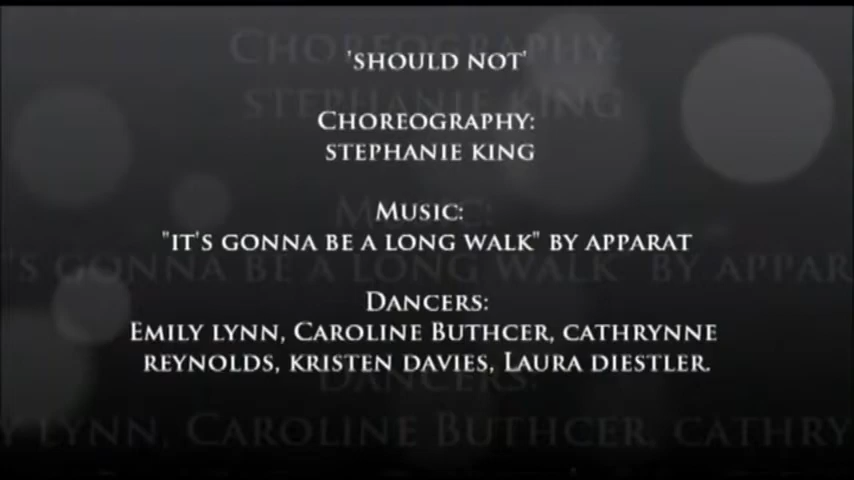 'SHOULD NOT'
CHOREOGRAPHY:
STEPHANIE KING
MUSIC:
"IT'S GONNA BE A LONG WALK" BY APPARAT
DANCERS:
EMILY LYNN, CAROLINE BUTHCER, CATHRYNNE
REYNOLDS, KRISTEN DAVIES, LAURA DIESTLER.